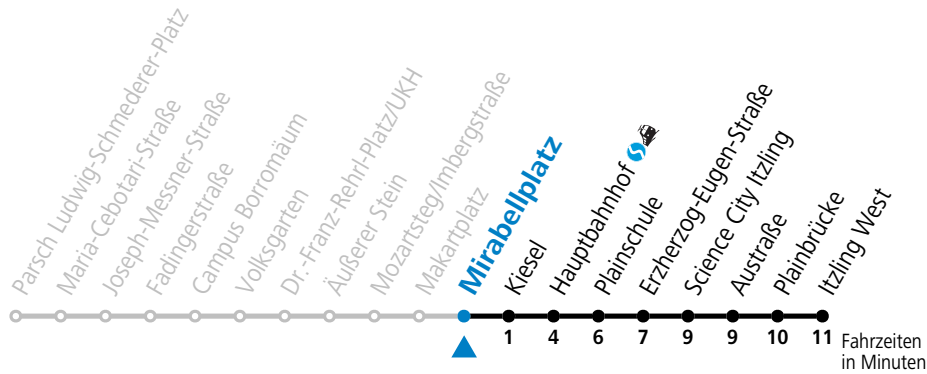 Parsch Ludwig-Schmederer-Platz
Maria-Cebotari-Straße
Joseph-Messner-Straße
Fadingerstraße
Campus Borromäum
Volksgarten
Dr.-Franz-Rehrl-Platz/UKH
Äußerer Stein
Mozartsteg/Imbergstraße
Makartplatz
Mirabellplatz
Kiesel
Hauptbahnhof
Plainschule
Erzherzog-Eugen-Straße
Science City Itzling
Austraße
Plainbrücke
Itzling West
1 4 6 7 9 9 10 11
Fahrzeiten
in Minuten